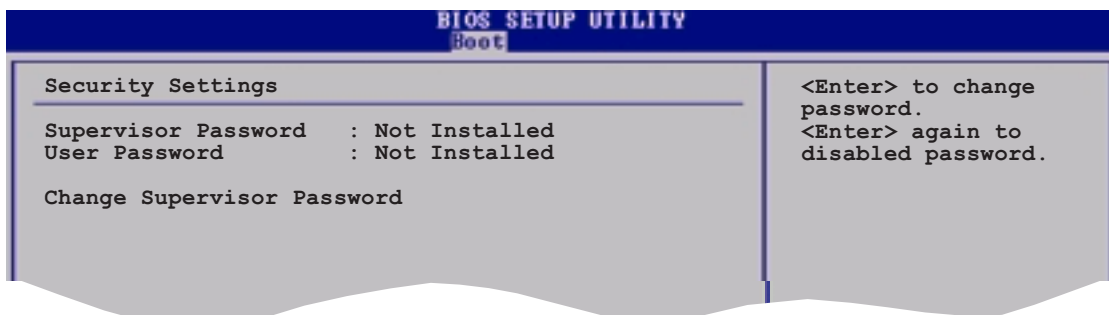 BIOS SETUP UTILITY
Boot
Security Settings
Supervisor Password : Not Installed
User Password : Not Installed
Change Supervisor Password
<Enter> to change
password.
<Enter> again to
disabled password.